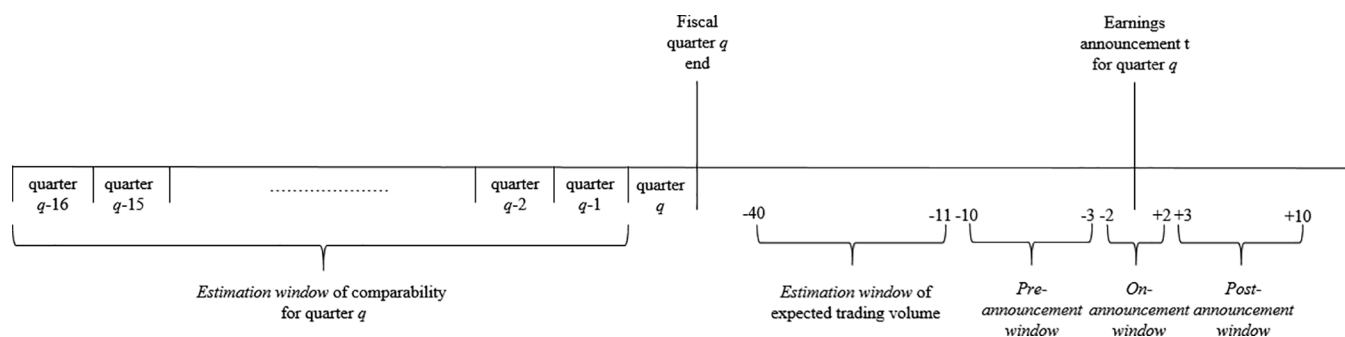 Fiscal
quarter q
end
Earnings
announcement t
for quarter q
quarter
q-16
quarter
q-15
.....................
quarter
q-2
quarter
q-1
quarter
q
-40
-11
-10
-3
-2
+2
+3
+10
Estimation window of comparability
for quarter q
Estimation window of
expected trading volume
Pre-
announcement
window
On-
announcement
window
Post-
announcement
window